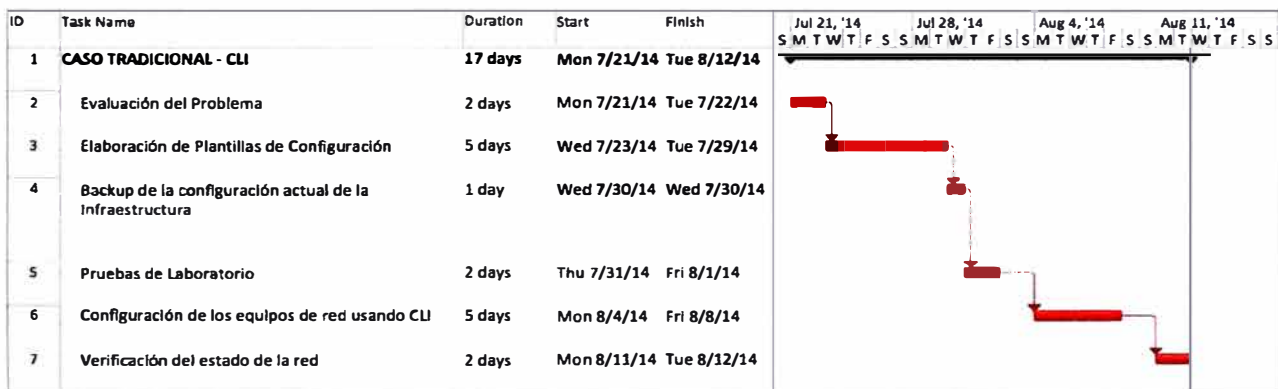 ID Task Name Duration Start Finish Jul 21, '14 Jul 28, '14 Aug 4, '14 Aug 11, '14
S M T W T F S S M T W T F S S M T W T F S S M T W T F S S
1 CASO TRADICIONAL - CLI 17 days Mon 7/21/14 Tue 8/12/14
2 Evaluación del Problema 2 days Mon 7/21/14 Tue 7/22/14
3 Elaboración de Plantillas de Configuración 5 days Wed 7/23/14 Tue 7/29/14
4 Backup de la configuración actual de la 1 day Wed 7/30/14 Wed 7/30/14
Infraestructura
5 Pruebas de Laboratorio 2 days Thu 7/31/14 Fri 8/1/14
6 Configuración de los equipos de red usando CLI 5 days Mon 8/4/14 Fri 8/8/14
7 Verificación del estado de la red 2 days Mon 8/11/14 Tue 8/12/14